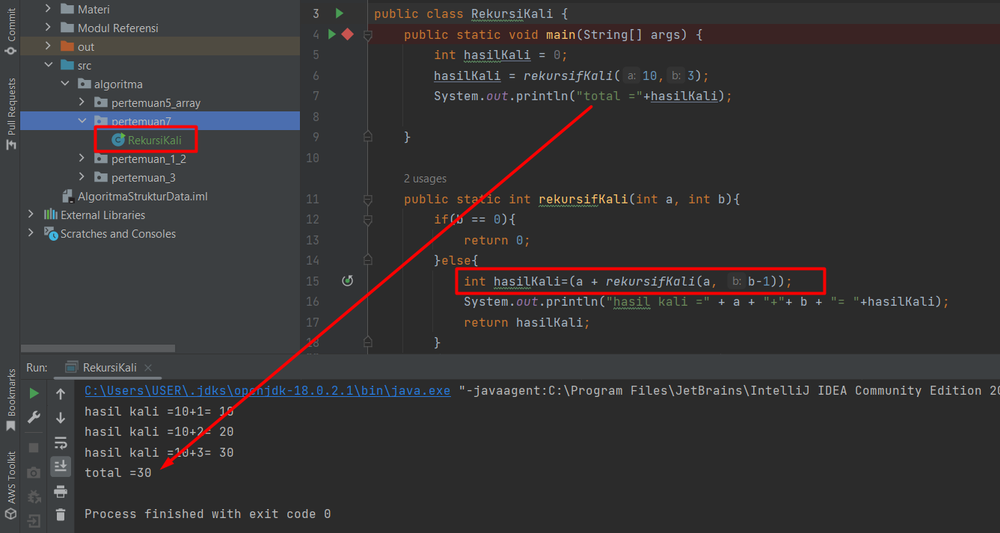 Commit
Pull Requests
Bookmarks
AWS Toolkit
Materi
Modul Referensi
out
src
algoritma
pertemuan5_array
pertemuan7
RekursiKali
pertemuan_1_2
pertemuan_3
AlgoritmaStrukturData.iml
External Libraries
Scratches and Consoles
3 public class RekursiKali {
4 public static void main(String[] args) {
5 int hasilKali = 0;
6 hasilKali = rekursifKali( a: 10, b: 3);
7 System.out.println("total ="+hasilKali);
8
9 }
10
2 usages
11 public static int rekursifKali(int a, int b){
12 if(b == 0){
13 return 0;
14 }else{
15 int hasilKali=(a + rekursifKali(a, b: b-1));
16 System.out.println("hasil kali =" + a + "+"+ b + "= "+hasilKali);
17 return hasilKali;
18 }
Run: RekursiKali
C:\Users\USER\.jdks\openjdk-18.0.2.1\bin\java.exe "-javaagent:C:\Program Files\JetBrains\IntelliJ IDEA Community Edition 20
hasil kali =10+1= 10
hasil kali =10+2= 20
hasil kali =10+3= 30
total =30
Process finished with exit code 0